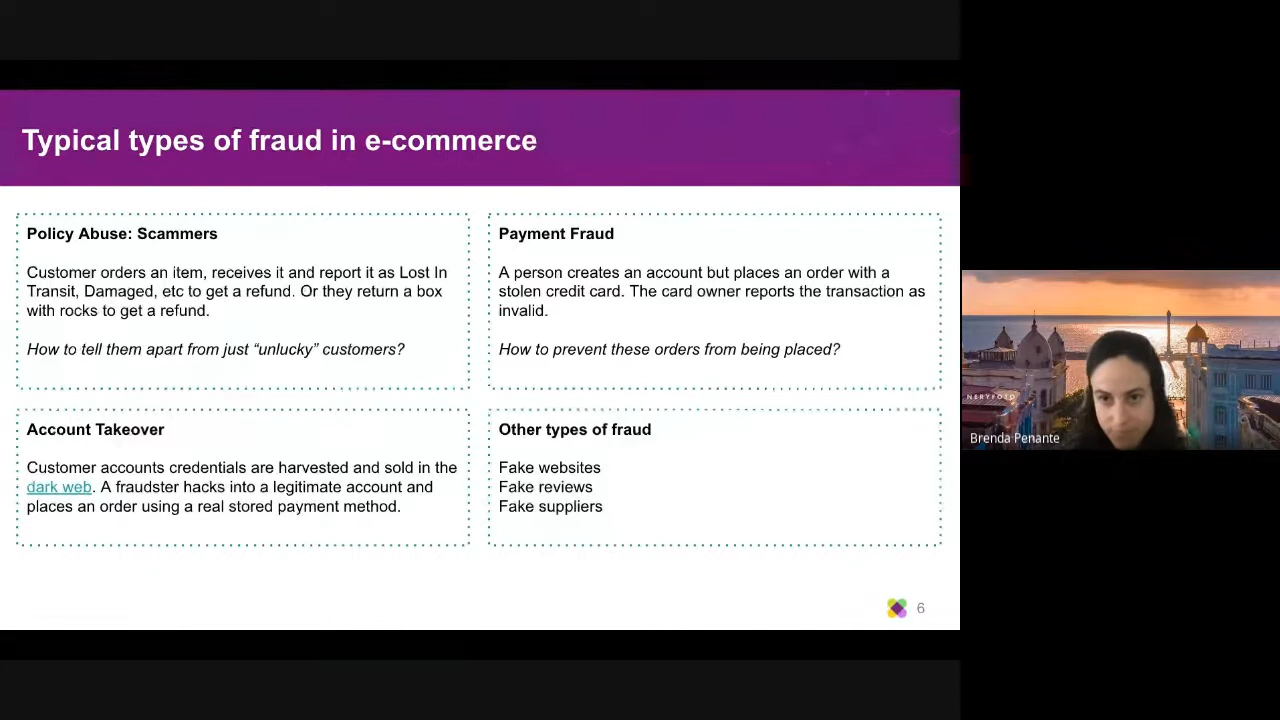 Typical types of fraud in e-commerce
Policy Abuse: Scammers
Customer orders an item, receives it and report it as Lost In
Transit, Damaged, etc to get a refund. Or they return a box
with rocks to get a refund.
How to tell them apart from just “unlucky” customers?
Payment Fraud
A person creates an account but places an order with a
stolen credit card. The card owner reports the transaction as
invalid.
How to prevent these orders from being placed?
Account Takeover
Customer accounts credentials are harvested and sold in the
dark web. A fraudster hacks into a legitimate account and
places an order using a real stored payment method.
Other types of fraud
Fake websites
Fake reviews
Fake suppliers
6
NERYFOTO
Brenda Penante